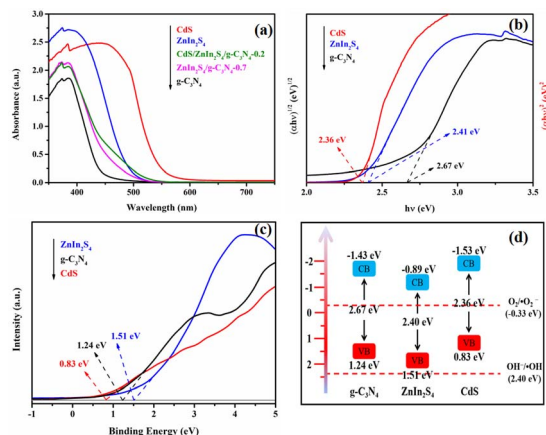 (a)
CdS
ZnIn₂S₄
CdS/ZnIn₂S₄/g-C₃N₄-0.2
ZnIn₂S₄/g-C₃N₄-0.7
g-C₃N₄
Absorbance (a.u.)
3.0
2.5
2.0
1.5
1.0
0.5
0.0
400 500 600 700
Wavelength (nm)
(b)
CdS
ZnIn₂S₄
g-C₃N₄
(αhν)^1/2
(αhν)²
2.36 eV
2.41 eV
2.67 eV
2.0 2.5 3.0 3.5
hν (eV)
(c)
ZnIn₂S₄
g-C₃N₄
CdS
Intensity (a.u.)
1.51 eV
1.24 eV
0.83 eV
-1 0 1 2 3 4 5
Binding Energy (eV)
(d)
-1.43 eV
-0.89 eV
-1.53 eV
CB CB CB
-2
-1
0
1
2
O₂/•O₂⁻
(-0.33 eV)
2.67 eV
2.40 eV
2.36 eV
VB VB VB
1.24 eV
1.51 eV
0.83 eV
OH⁻/•OH
(2.40 eV)
g-C₃N₄
ZnIn₂S₄
CdS